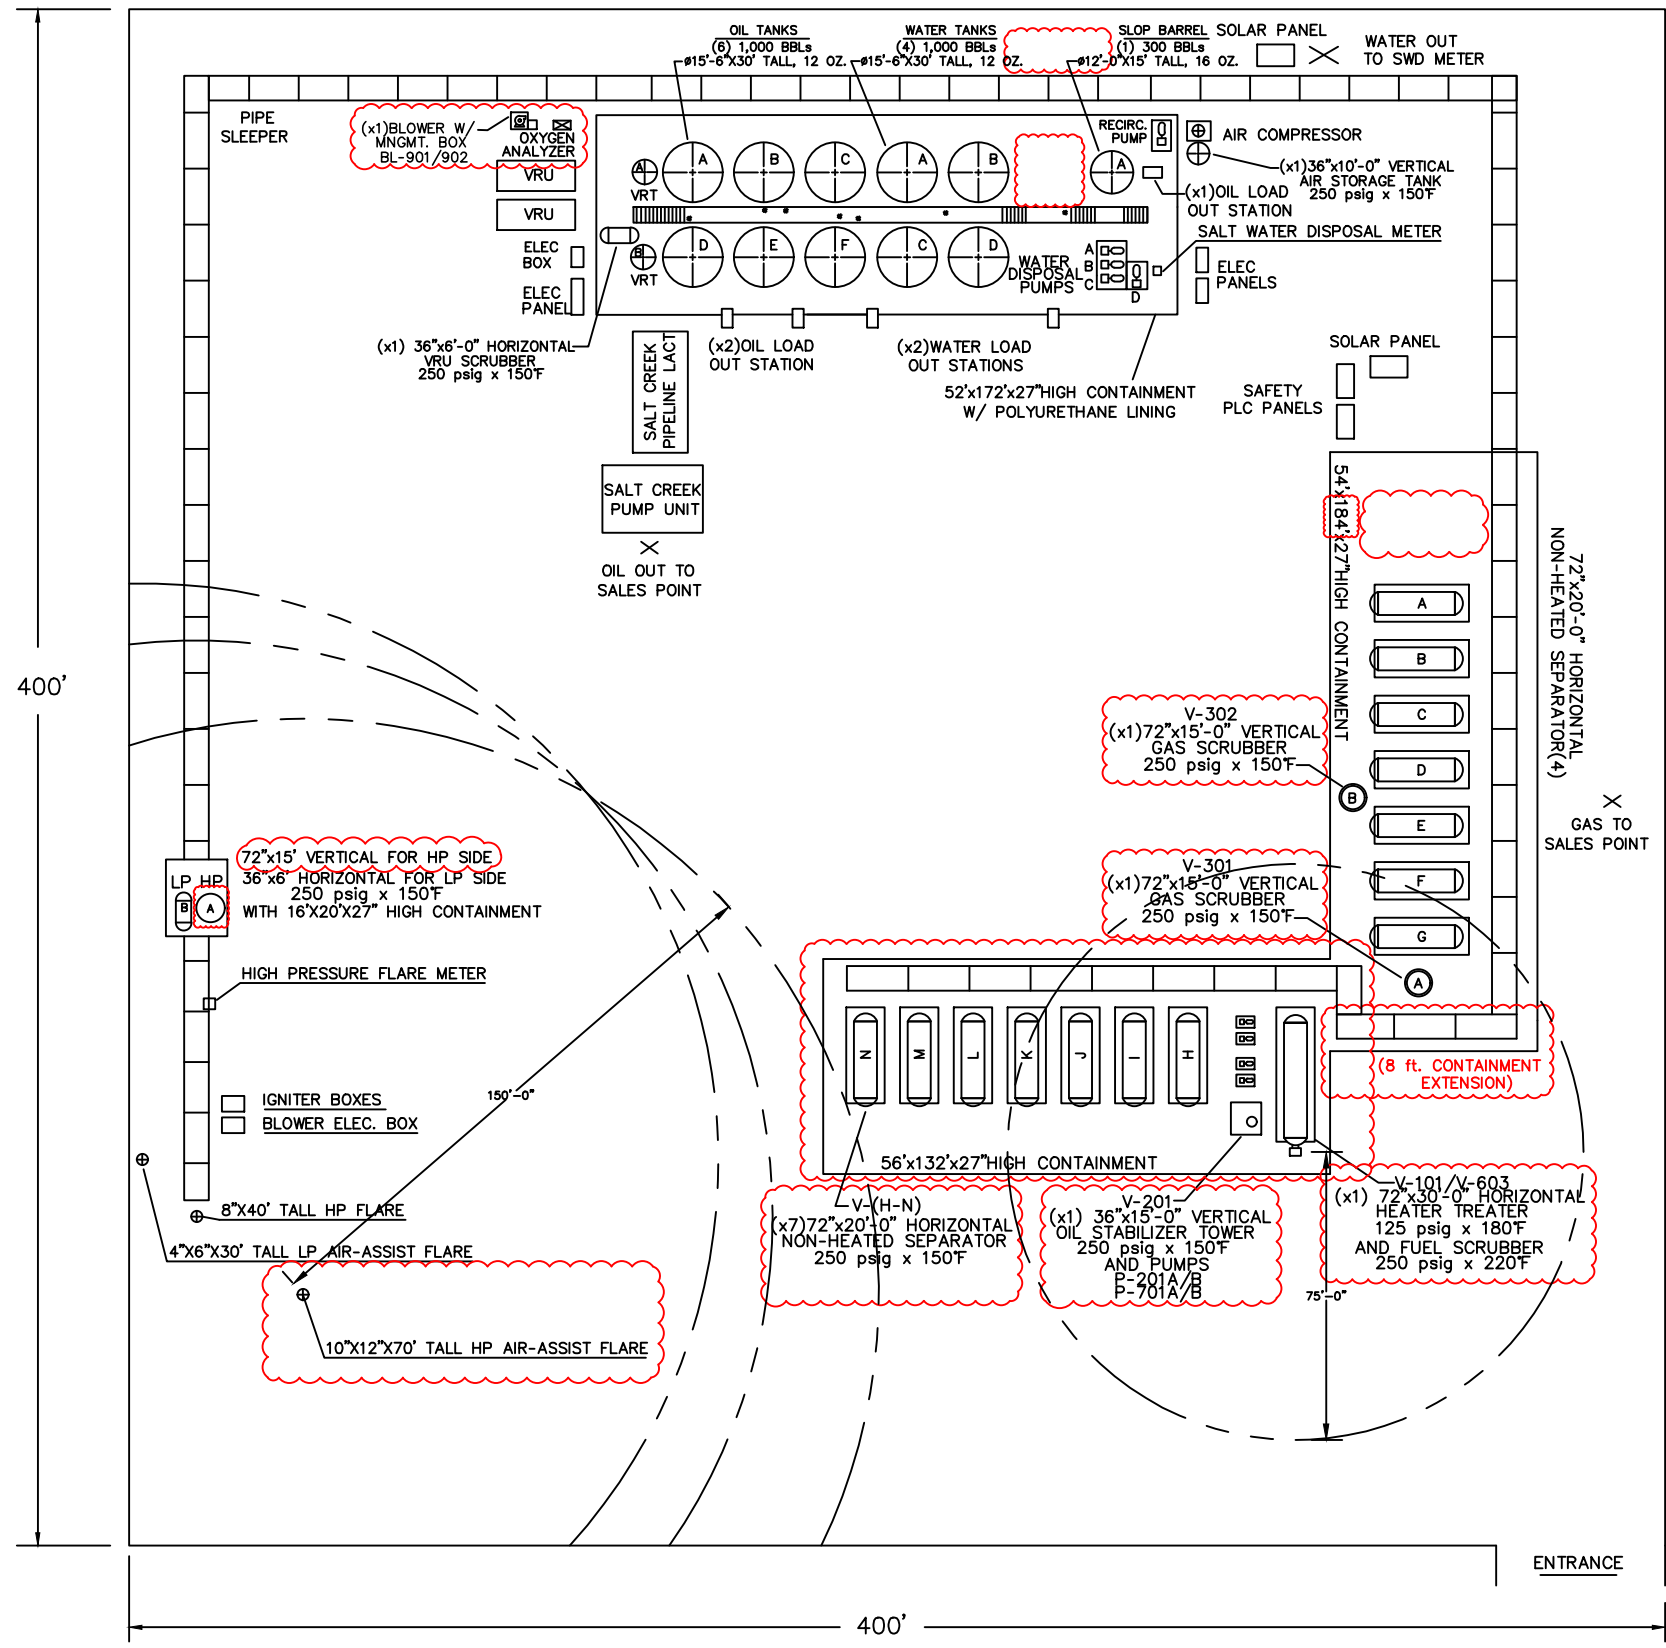 OIL TANKS
(6) 1,000 BBLs
ø15'-6"X30' TALL, 12 OZ.
WATER TANKS
(4) 1,000 BBLs
ø15'-6"X30' TALL, 12 OZ.
SLOP BARREL
(1) 300 BBLs
ø12'-0"X15' TALL, 16 OZ.
SOLAR PANEL
WATER OUT
TO SWD METER
PIPE
SLEEPER
(x1)BLOWER W/
MNGMT. BOX
BL-901/902
OXYGEN
ANALYZER
VRU
VRU
ELEC
BOX
ELEC
PANEL
A
VRT
B
VRT
A
B
C
A
B
D
E
F
C
D
A
RECIRC.
PUMP
AIR COMPRESSOR
(x1)36"x10'-0" VERTICAL
AIR STORAGE TANK
250 psig x 150°F
(x1)OIL LOAD
OUT STATION
SALT WATER DISPOSAL METER
WATER
DISPOSAL
PUMPS
A
B
C
D
ELEC
PANELS
(x1) 36"x6'-0" HORIZONTAL
VRU SCRUBBER
250 psig x 150°F
SALT CREEK
PIPELINE LACT
(x2)OIL LOAD
OUT STATION
(x2)WATER LOAD
OUT STATIONS
52'x172'x27"HIGH CONTAINMENT
W/ POLYURETHANE LINING
SOLAR PANEL
SAFETY
PLC PANELS
SALT CREEK
PUMP UNIT
OIL OUT TO
SALES POINT
54'x184'x27"HIGH CONTAINMENT
72"x20'-0" HORIZONTAL
NON-HEATED SEPARATOR(4)
A
B
C
D
E
F
G
400'
V-302
(x1)72"x15'-0" VERTICAL
GAS SCRUBBER
250 psig x 150°F
B
GAS TO
SALES POINT
V-301
(x1)72"x15'-0" VERTICAL
GAS SCRUBBER
250 psig x 150°F
A
72"x15' VERTICAL FOR HP SIDE
36"x6' HORIZONTAL FOR LP SIDE
250 psig x 150°F
WITH 16'X20'X27" HIGH CONTAINMENT
LP HP
B
A
HIGH PRESSURE FLARE METER
N
M
L
K
J
I
H
(8 ft. CONTAINMENT
EXTENSION)
150'-0"
IGNITER BOXES
BLOWER ELEC. BOX
56'x132'x27"HIGH CONTAINMENT
8"X40' TALL HP FLARE
4"X6"X30' TALL LP AIR-ASSIST FLARE
V-(H-N)
(x7)72"x20'-0" HORIZONTAL
NON-HEATED SEPARATOR
250 psig x 150°F
V-201
(x1) 36"x15'-0" VERTICAL
OIL STABILIZER TOWER
250 psig x 150°F
AND PUMPS
P-201A/B
P-701A/B
V-101/V-603
(x1) 72"x30'-0" HORIZONTAL
HEATER TREATER
125 psig x 180°F
AND FUEL SCRUBBER
250 psig x 220°F
75'-0"
10"X12"X70' TALL HP AIR-ASSIST FLARE
ENTRANCE
400'